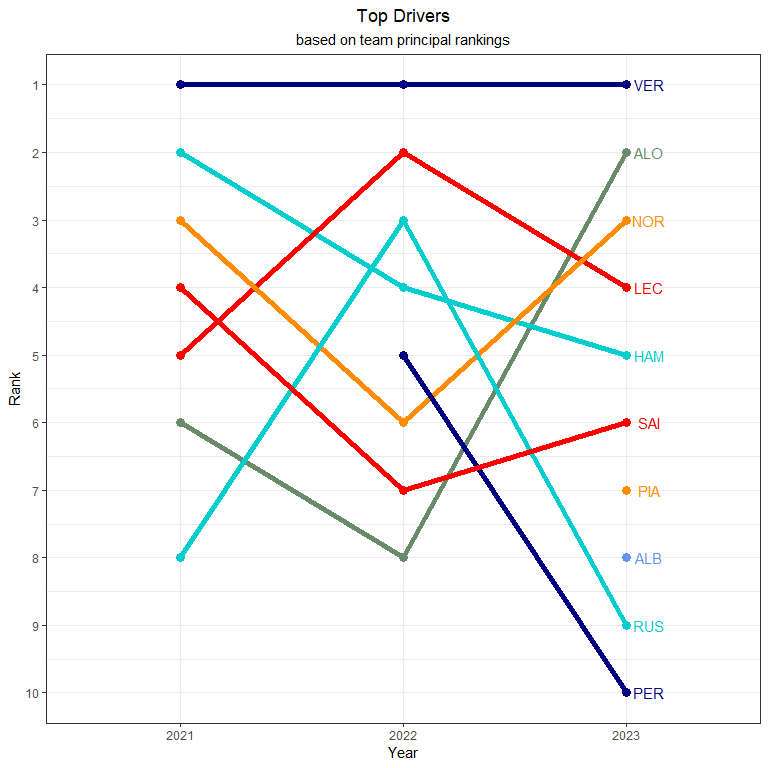 Top Drivers
based on team principal rankings
1
VER
2
ALO
3
NOR
4
LEC
5
HAM
6
SAI
7
PIA
8
ALB
9
RUS
10
PER
Rank
2021
2022
2023
Year